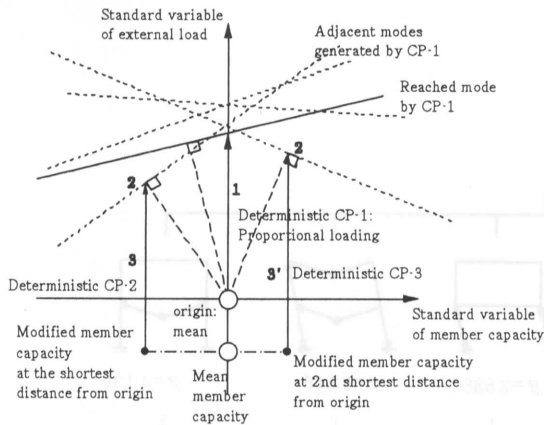 Standard variable
of external load
Adjacent modes
generated by CP-1
Reached mode
by CP-1
2
2
1
Deterministic CP-1:
Proportional loading
3
3'
Deterministic CP-3
Deterministic CP-2
origin:
mean
Standard variable
of member capacity
Modified member
capacity
at the shortest
distance from origin
Mean
member
capacity
Modified member capacity
at 2nd shortest distance
from origin